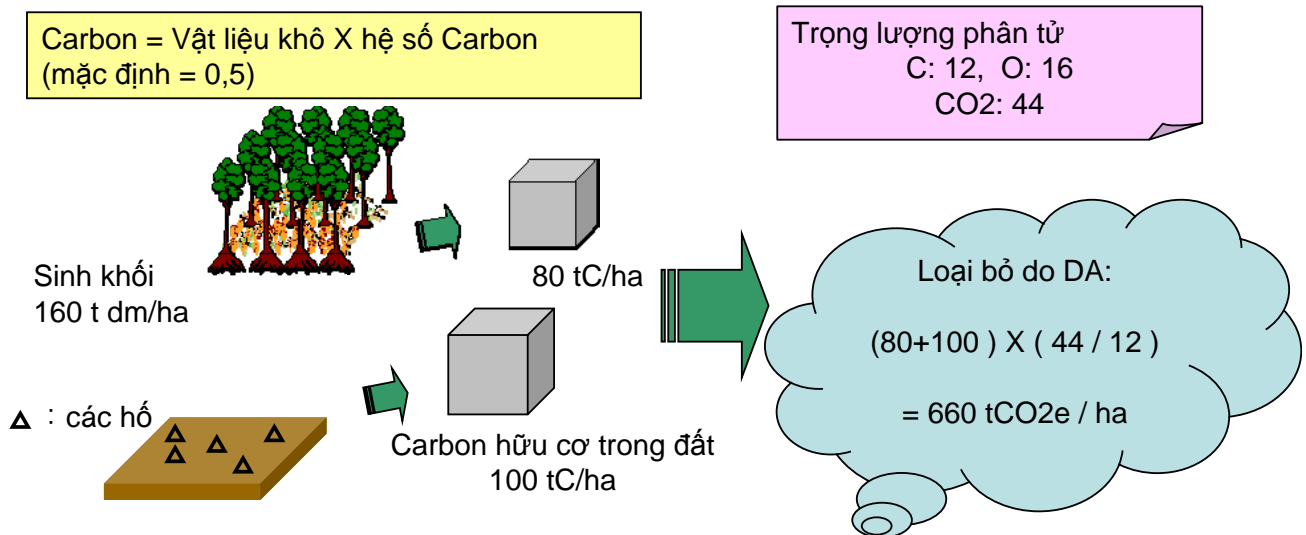 Carbon = Vật liệu khô X hệ số Carbon
(mặc định = 0,5)
Trọng lượng phân tử
C: 12, O: 16
CO2: 44
Sinh khối
160 t dm/ha
80 tC/ha
Loại bỏ do DA:
(80+100 ) X ( 44 / 12 )
= 660 tCO2e / ha
: các hố
Carbon hữu cơ trong đất
100 tC/ha